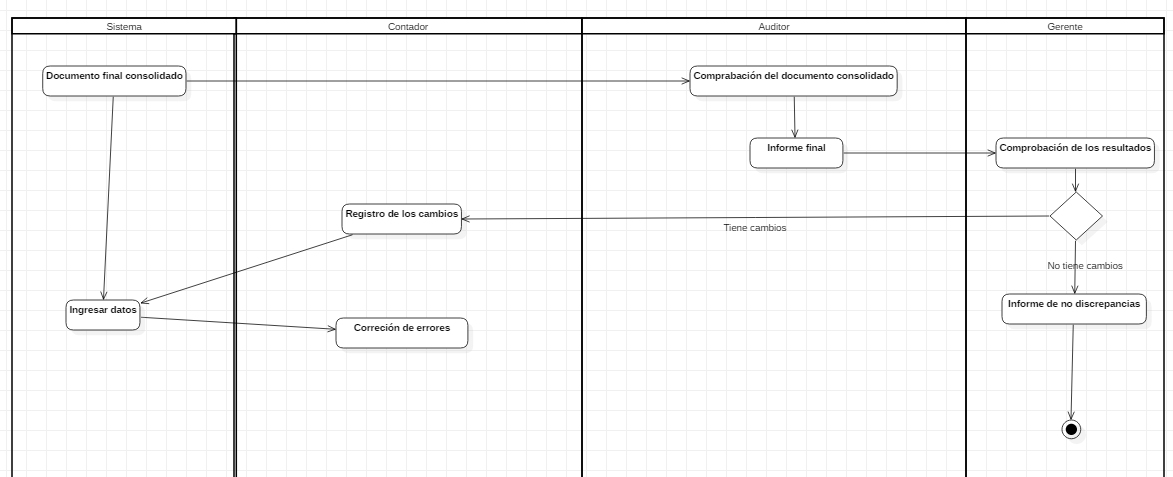 Sistema
Contador
Auditor
Gerente
Documento final consolidado
Comprabación del documento consolidado
Informe final
Comprobación de los resultados
Registro de los cambios
Tiene cambios
No tiene cambios
Ingresar datos
Informe de no discrepancias
Correción de errores